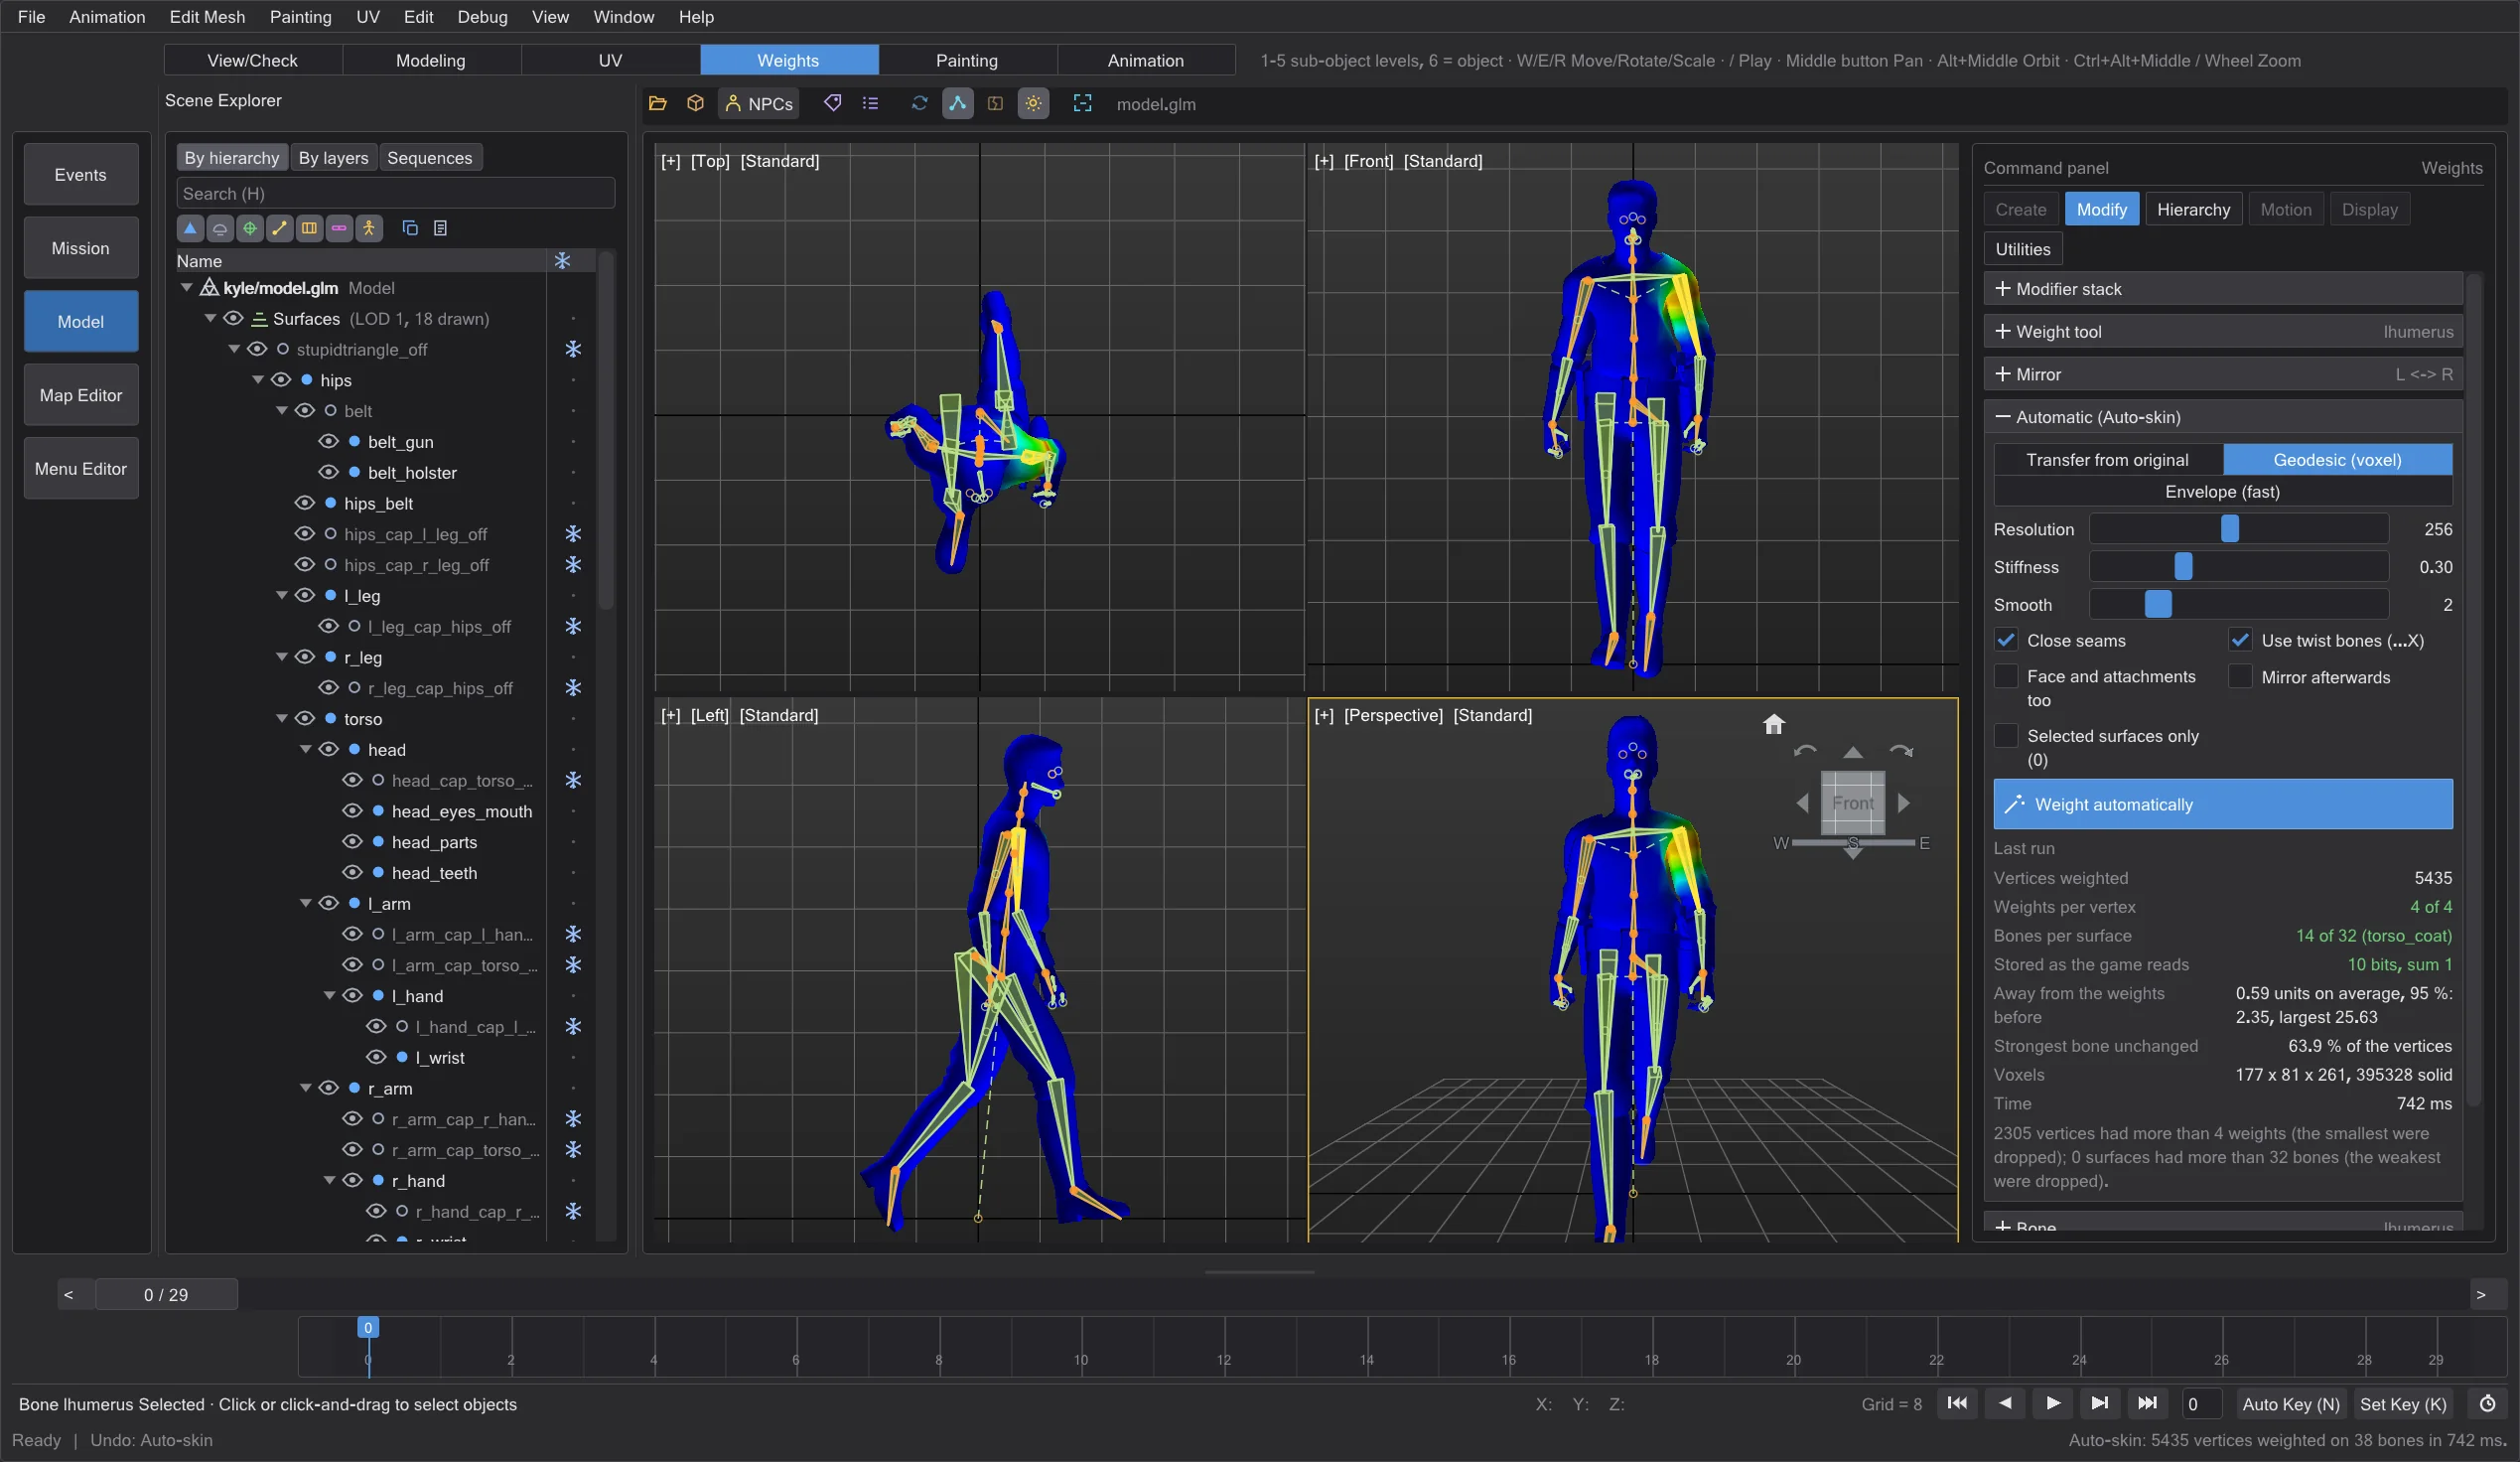 File Animation Edit Mesh Painting UV Edit Debug View Window Help
View/Check Modeling UV Weights Painting Animation 1-5 sub-object levels, 6 = object · W/E/R Move/Rotate/Scale · / Play · Middle button Pan · Alt+Middle Orbit · Ctrl+Alt+Middle / Wheel Zoom
Scene Explorer
NPCs model.glm
Events
Mission
Model
Map Editor
Menu Editor
By hierarchy By layers Sequences
Search (H)
Name
kyle/model.glm Model
Surfaces (LOD 1, 18 drawn)
stupidtriangle_off
hips
belt
belt_gun
belt_holster
hips_belt
hips_cap_l_leg_off
hips_cap_r_leg_off
l_leg
l_leg_cap_hips_off
r_leg
r_leg_cap_hips_off
torso
head
head_cap_torso_...
head_eyes_mouth
head_parts
head_teeth
l_arm
l_arm_cap_l_han...
l_arm_cap_torso_...
l_hand
l_hand_cap_l_...
l_wrist
r_arm
r_arm_cap_r_han...
r_arm_cap_torso_...
r_hand
r_hand_cap_r_...
r_wrist
[+] [Top] [Standard]
[+] [Front] [Standard]
[+] [Left] [Standard]
[+] [Perspective] [Standard]
Front
W S E
Command panel Weights
Create Modify Hierarchy Motion Display
Utilities
Modifier stack
Weight tool lhumerus
Mirror L <-> R
Automatic (Auto-skin)
Transfer from original Geodesic (voxel)
Envelope (fast)
Resolution 256
Stiffness 0.30
Smooth 2
Close seams Use twist bones (...X)
Face and attachments too Mirror afterwards
Selected surfaces only (0)
Weight automatically
Last run
Vertices weighted 5435
Weights per vertex 4 of 4
Bones per surface 14 of 32 (torso_coat)
Stored as the game reads 10 bits, sum 1
Away from the weights before 0.59 units on average, 95 %: 2.35, largest 25.63
Strongest bone unchanged 63.9 % of the vertices
Voxels 177 x 81 x 261, 395328 solid
Time 742 ms
2305 vertices had more than 4 weights (the smallest were
dropped); 0 surfaces had more than 32 bones (the weakest
were dropped).
Bone lhumerus
< 0 / 29 >
0
0 2 4 6 8 10 12 14 16 18 20 22 24 26 28 29
Bone lhumerus Selected · Click or click-and-drag to select objects X: Y: Z: Grid = 8 0 Auto Key (N) Set Key (K)
Ready | Undo: Auto-skin Auto-skin: 5435 vertices weighted on 38 bones in 742 ms.